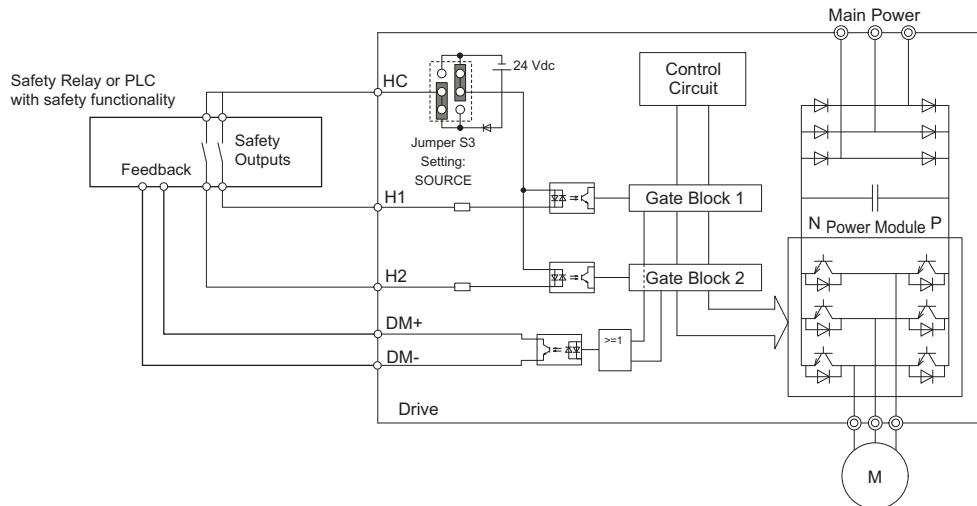 Main Power
Safety Relay or PLC
with safety functionality
HC
24 Vdc
Control
Circuit
Safety
Outputs
Feedback
Jumper S3
Setting:
SOURCE
H1
Gate Block 1
N
Power Module
P
H2
Gate Block 2
DM+
>=1
DM-
Drive
M